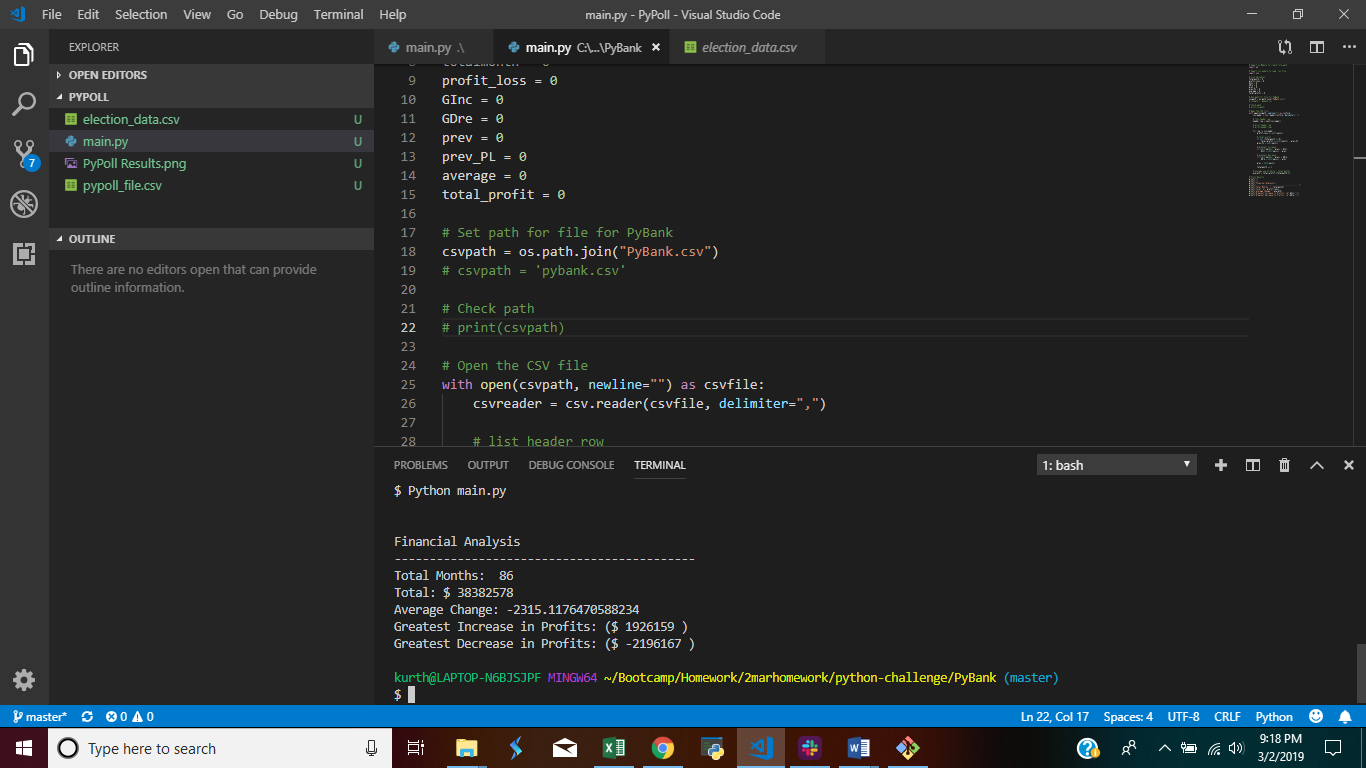 File Edit Selection View Go Debug Terminal Help
main.py - PyPoll - Visual Studio Code
EXPLORER
OPEN EDITORS
PYPOLL
election_data.csv U
main.py U
PyPoll Results.png U
pypoll_file.csv U
OUTLINE
There are no editors open that can provide
outline information.
7
main.py .\
main.py C:\...\PyBank
election_data.csv
9 profit_loss = 0
10 GInc = 0
11 GDre = 0
12 prev = 0
13 prev_PL = 0
14 average = 0
15 total_profit = 0
16
17 # Set path for file for PyBank
18 csvpath = os.path.join("PyBank.csv")
19 # csvpath = 'pybank.csv'
20
21 # Check path
22 # print(csvpath)
23
24 # Open the CSV file
25 with open(csvpath, newline="") as csvfile:
26 csvreader = csv.reader(csvfile, delimiter=",")
27
28 # list header row
PROBLEMS OUTPUT DEBUG CONSOLE TERMINAL
1: bash
$ Python main.py
Financial Analysis
-------------------------------------------
Total Months:  86
Total: $ 38382578
Average Change: -2315.1176470588234
Greatest Increase in Profits: ($ 1926159 )
Greatest Decrease in Profits: ($ -2196167 )
kurth@LAPTOP-N6BJSJPF MINGW64 ~/Bootcamp/Homework/2marhomework/python-challenge/PyBank (master)
$
master* 0 0
Ln 22, Col 17 Spaces: 4 UTF-8 CRLF Python
Type here to search
9:18 PM
3/2/2019